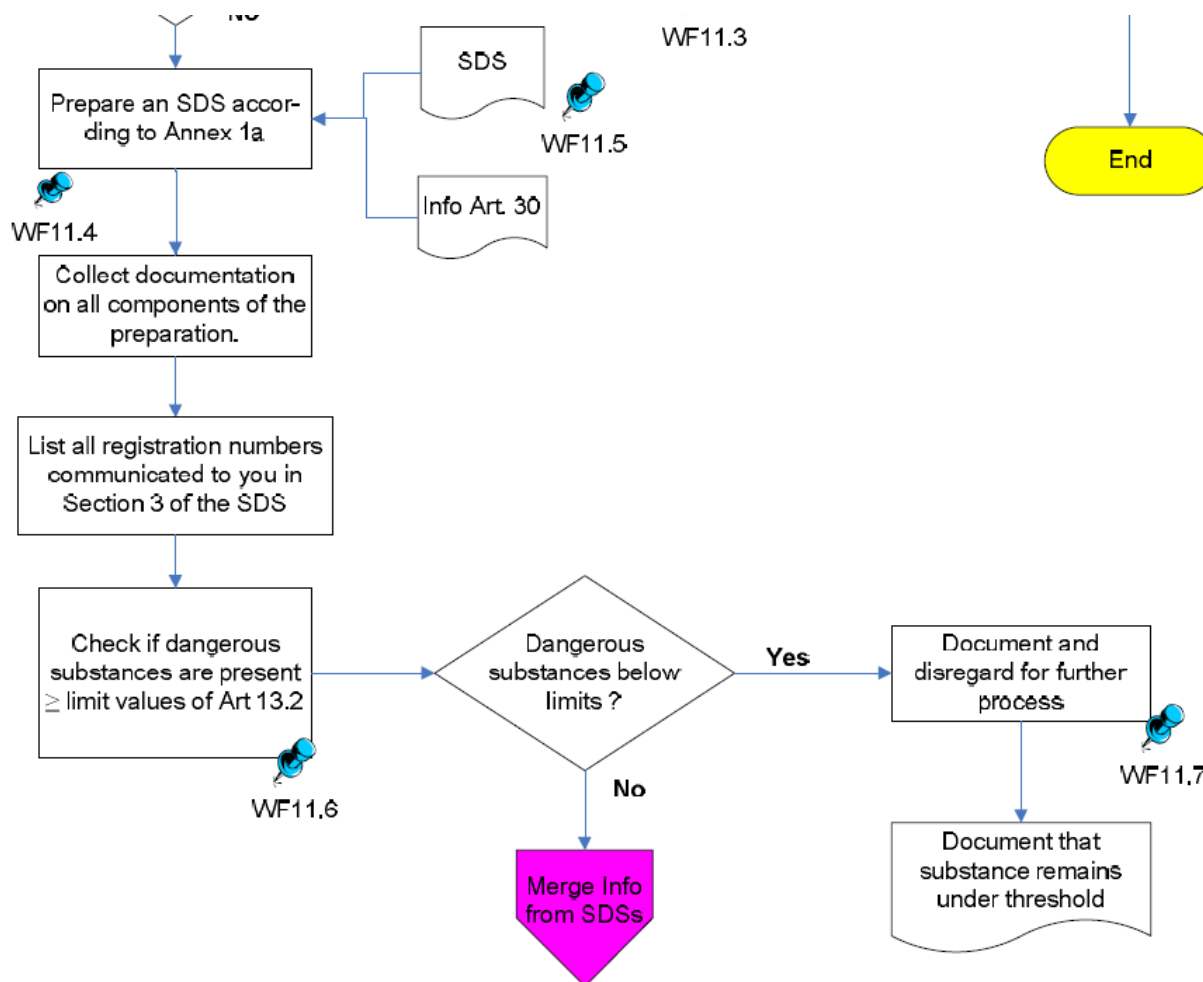 No
WF11.3
SDS
Prepare an SDS accor-
ding to Annex 1a
WF11.5
End
Info Art. 30
WF11.4
Collect documentation
on all components of the
preparation.
List all registration numbers
communicated to you in
Section 3 of the SDS
Check if dangerous
substances are present
≥ limit values of Art 13.2
WF11.6
Dangerous
substances below
limits ?
Yes
No
Document and
disregard for further
process
WF11.7
Merge Info
from SDSs
Document that
substance remains
under threshold